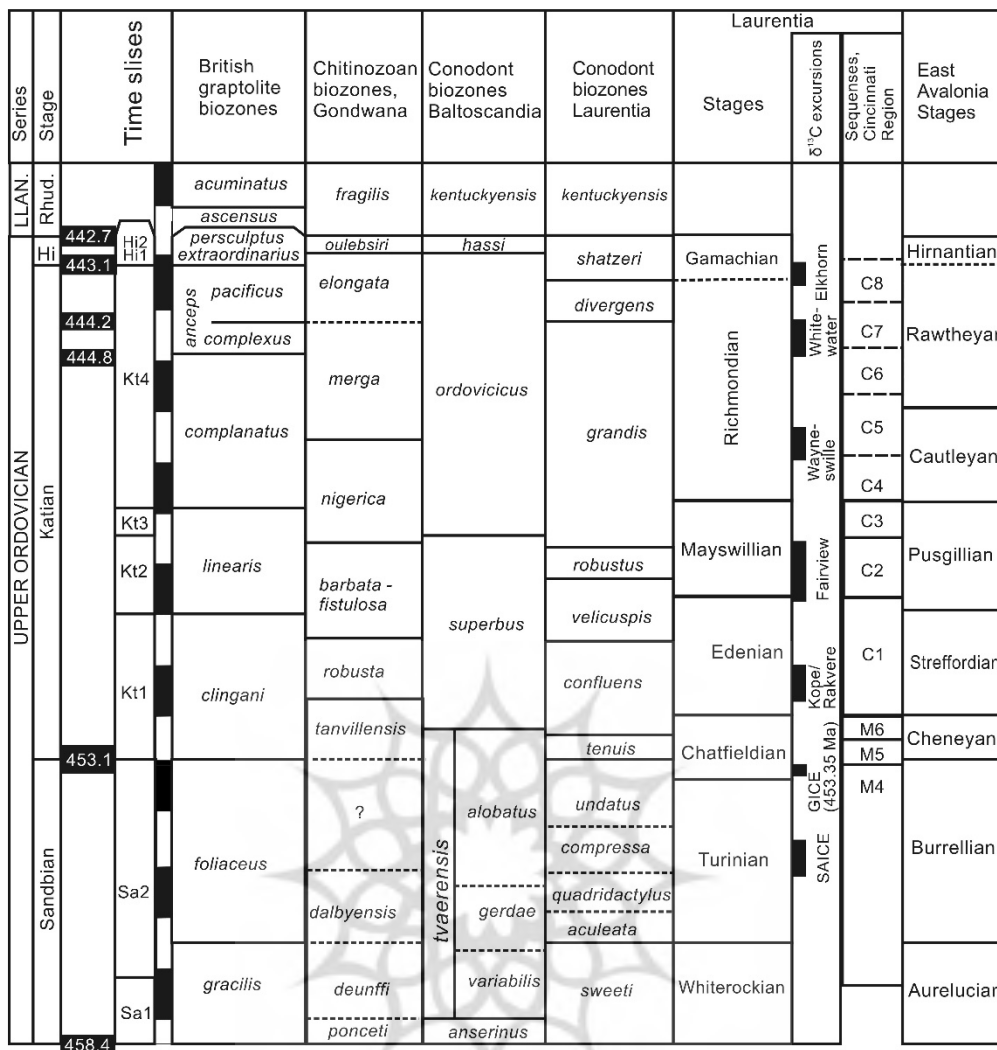 Series
Stage
Time slises
British
graptolite
biozones
Chitinozoan
biozones,
Gondwana
Conodont
biozones
Baltoscandia
Conodont
biozones
Laurentia
Laurentia
Stages
δ¹³C excursions
Sequenses,
Cincinnati
Region
East
Avalonia
Stages
LLAN.
UPPER ORDOVICIAN
Rhud.
Hi
Katian
Sandbian
442.7
443.1
444.2
444.8
453.1
458.4
Hi2
Hi1
Kt4
Kt3
Kt2
Kt1
Sa2
Sa1
acuminatus
ascensus
persculptus
extraordinarius
anceps
pacificus
complexus
complanatus
linearis
clingani
foliaceus
gracilis
fragilis
oulebsiri
elongata
merga
nigerica
barbata -
fistulosa
robusta
tanvillensis
?
dalbyensis
deunffi
ponceti
kentuckyensis
hassi
ordovicicus
superbus
tvaerensis
alobatus
gerdae
variabilis
anserinus
kentuckyensis
shatzeri
divergens
grandis
robustus
velicuspis
confluens
tenuis
undatus
compressa
quadridactylus
aculeata
sweeti
Gamachian
Richmondian
Mayswillian
Edenian
Chatfieldian
Turinian
Whiterockian
Elkhorn
White-
water
Wayne-
swille
Fairview
Kope/
Rakvere
GICE
(453.35 Ma)
SAICE
C8
C7
C6
C5
C4
C3
C2
C1
M6
M5
M4
Hirnantian
Rawtheyan
Cautleyan
Pusgillian
Streffordian
Cheneyan
Burrellian
Aurelucian